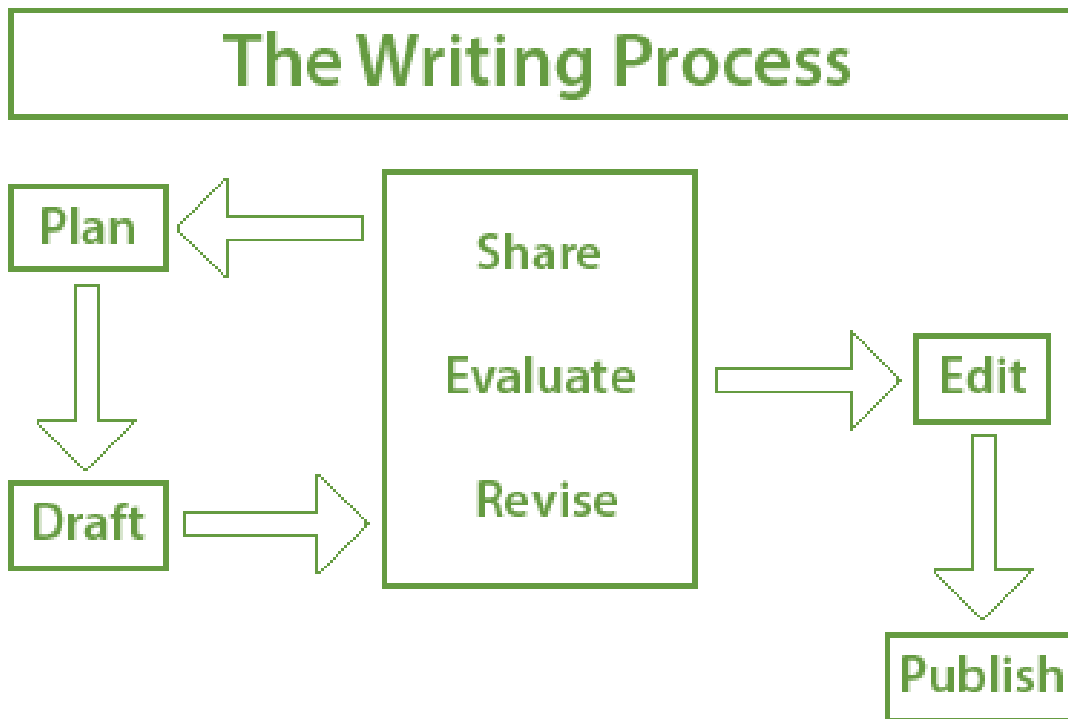 The Writing Process
Plan
Share
Evaluate
Revise
Draft
Edit
Publish